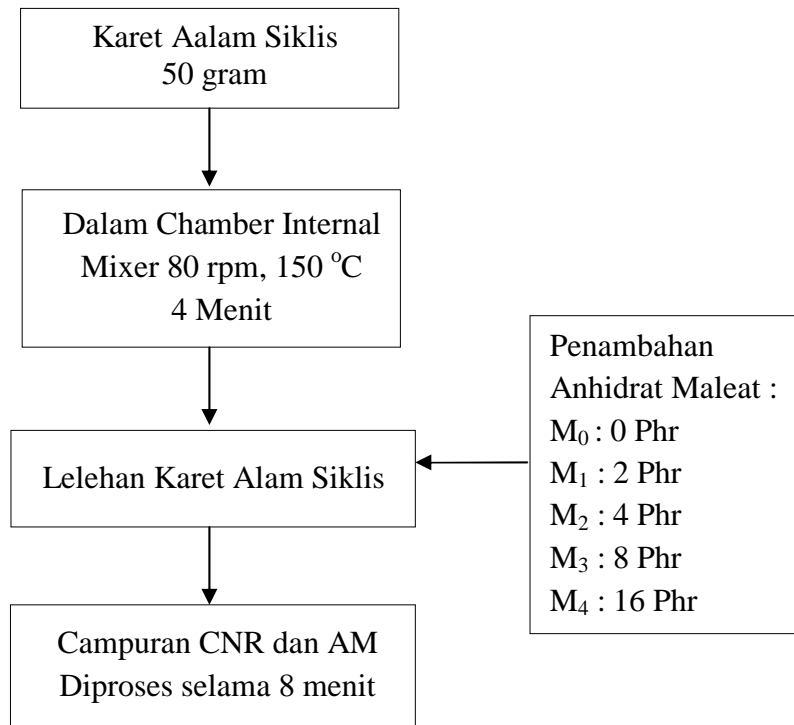 Karet Aalam Siklis
50 gram
Dalam Chamber Internal
Mixer 80 rpm, 150 °C
4 Menit
Lelehan Karet Alam Siklis
Penambahan
Anhidrat Maleat :
M₀ : 0 Phr
M₁ : 2 Phr
M₂ : 4 Phr
M₃ : 8 Phr
M₄ : 16 Phr
Campuran CNR dan AM
Diproses selama 8 menit